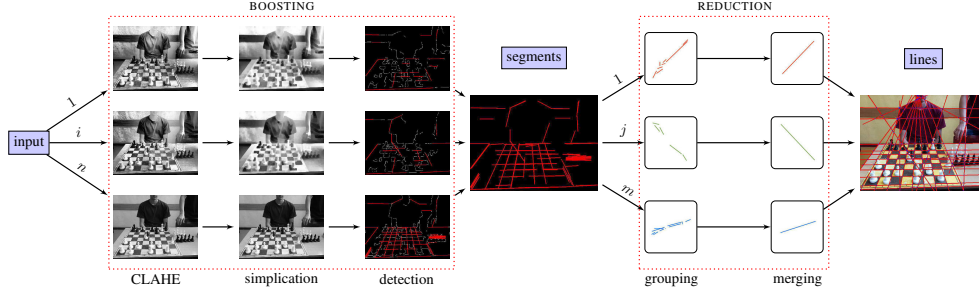 BOOSTING
REDUCTION
segments
lines
input
1
i
n
1
j
m
CLAHE
simplication
detection
grouping
merging